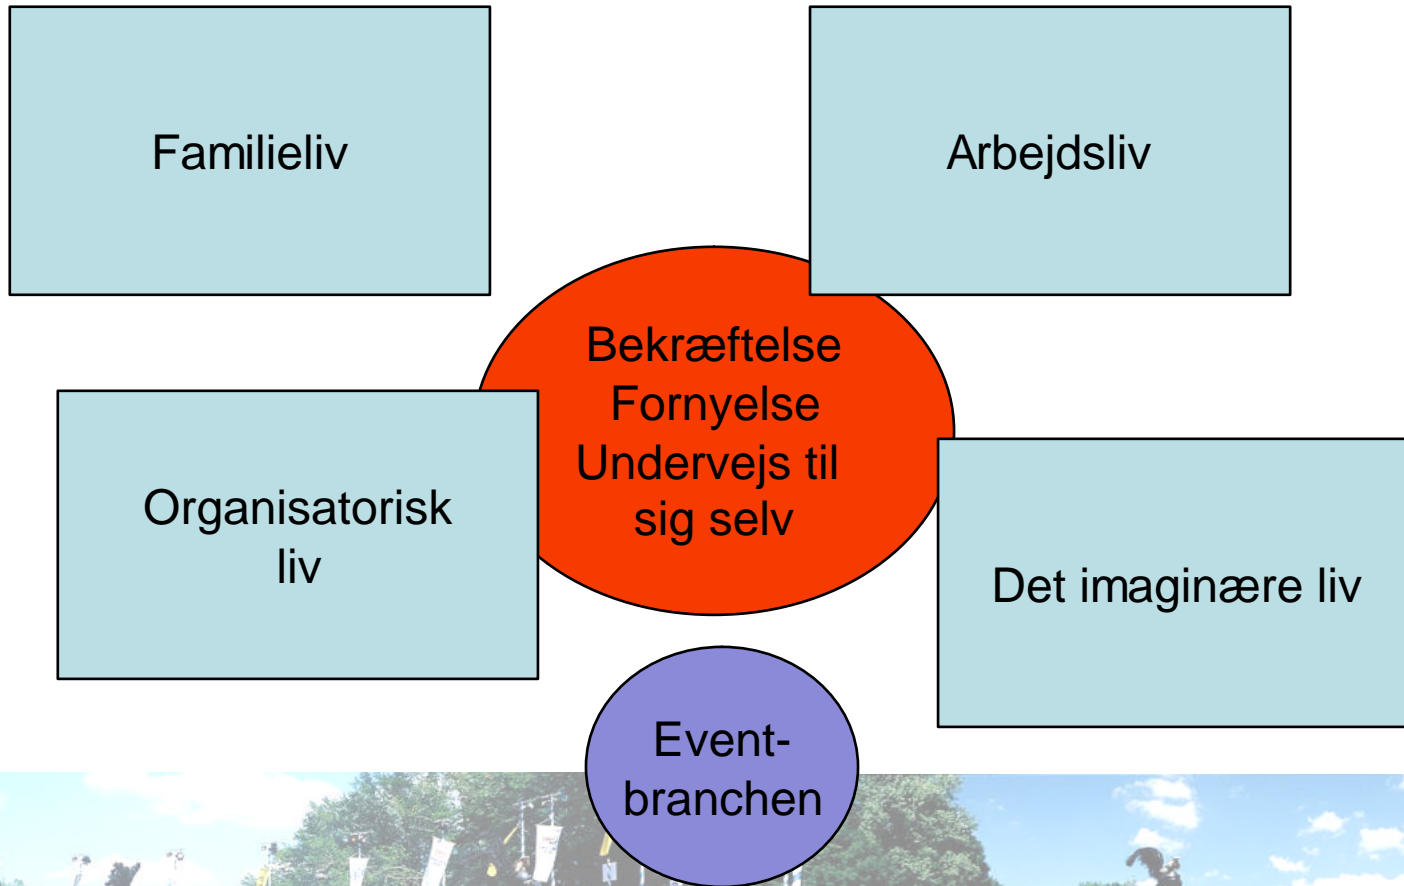 Familieliv
Arbejdsliv
Bekræftelse
Fornyelse
Undervejs til
sig selv
Organisatorisk
liv
Det imaginære liv
Event-
branchen